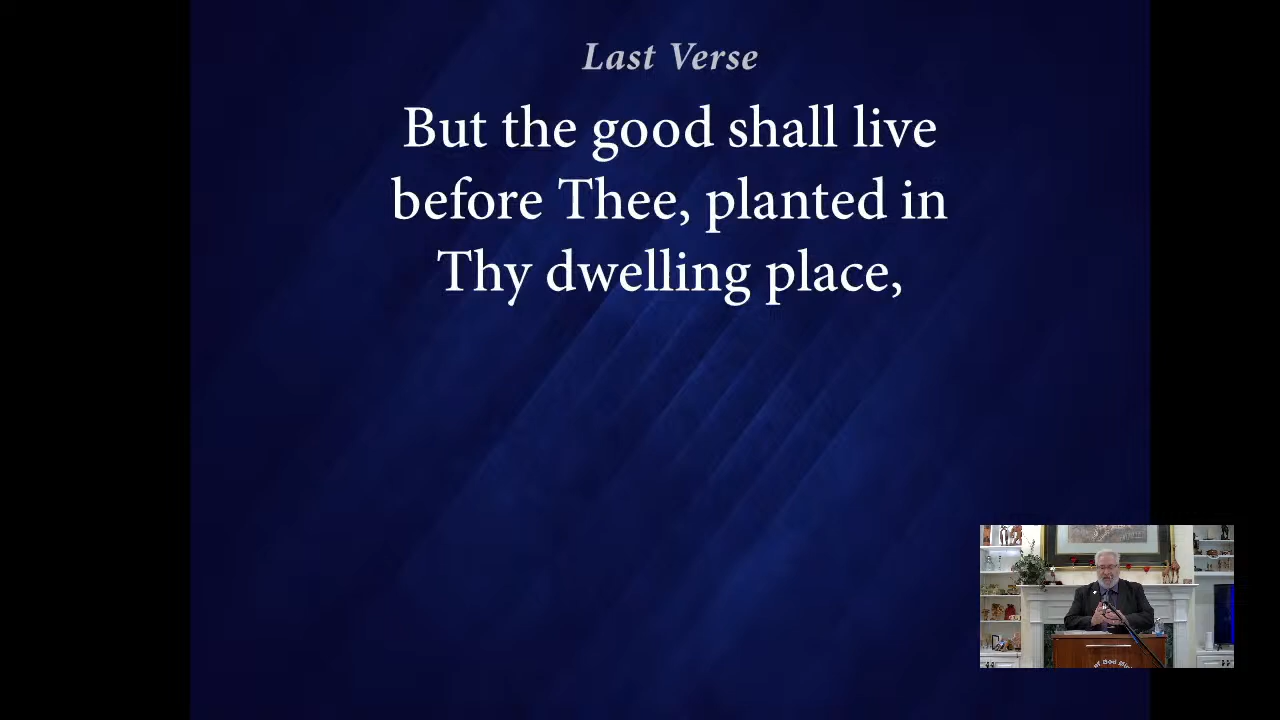 Last Verse
But the good shall live
before Thee, planted in
Thy dwelling place,